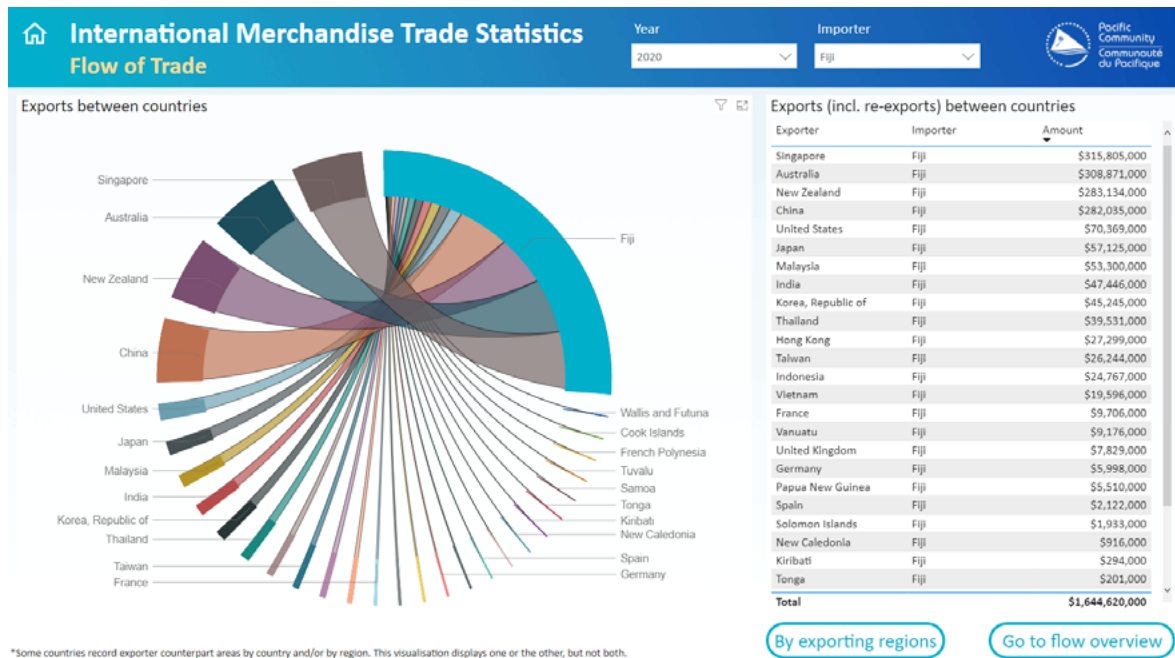 International Merchandise Trade Statistics
Flow of Trade
Year
2020
Importer
Fiji
Pacific
Community
Communauté
du Pacifique
Exports between countries
Singapore
Australia
New Zealand
China
United States
Japan
Malaysia
India
Korea, Republic of
Thailand
Taiwan
France
Fiji
Wallis and Futuna
Cook Islands
French Polynesia
Tuvalu
Samoa
Tonga
Kiribati
New Caledonia
Spain
Germany
Exports (incl. re-exports) between countries
Exporter Importer Amount
Singapore Fiji $315,805,000
Australia Fiji $308,871,000
New Zealand Fiji $283,134,000
China Fiji $282,035,000
United States Fiji $70,369,000
Japan Fiji $57,125,000
Malaysia Fiji $53,300,000
India Fiji $47,446,000
Korea, Republic of Fiji $45,245,000
Thailand Fiji $39,531,000
Hong Kong Fiji $27,299,000
Taiwan Fiji $26,244,000
Indonesia Fiji $24,767,000
Vietnam Fiji $19,596,000
France Fiji $9,706,000
Vanuatu Fiji $9,176,000
United Kingdom Fiji $7,829,000
Germany Fiji $5,998,000
Papua New Guinea Fiji $5,510,000
Spain Fiji $2,122,000
Solomon Islands Fiji $1,933,000
New Caledonia Fiji $916,000
Kiribati Fiji $294,000
Tonga Fiji $201,000
Total $1,644,620,000
By exporting regions
Go to flow overview
*Some countries record exporter counterpart areas by country and/or by region. This visualisation displays one or the other, but not both.